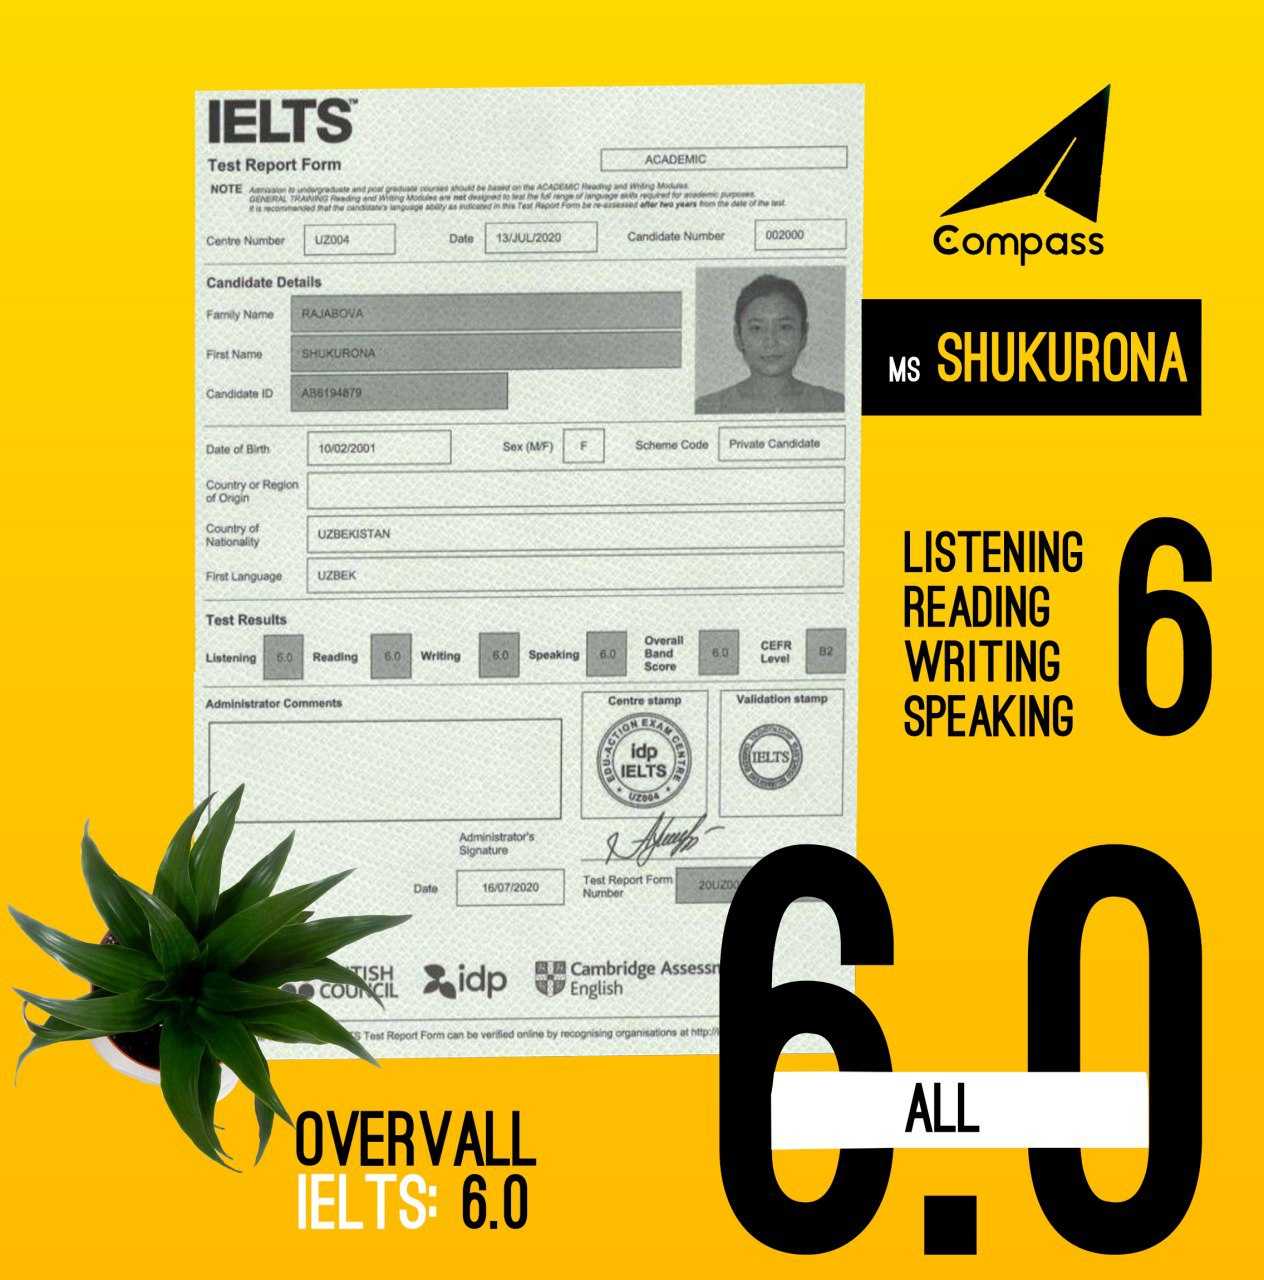 IELTS™
Test Report Form
ACADEMIC
NOTE Admission to undergraduate and post graduate courses should be based on the ACADEMIC Reading and Writing Modules.
GENERAL TRAINING Reading and Writing Modules are not designed to test the full range of language skills required for academic purposes.
It is recommended that the candidate's language ability as indicated in this Test Report Form be re-assessed after two years from the date of the test.
Centre Number UZ004 Date 13/JUL/2020 Candidate Number 002000
Candidate Details
Family Name RAJABOVA
First Name SHUKURONA
Candidate ID AB6194879
Date of Birth 10/02/2001 Sex (M/F) F Scheme Code Private Candidate
Country or Region
of Origin
Country of
Nationality UZBEKISTAN
First Language UZBEK
Test Results
Listening 6.0 Reading 6.0 Writing 6.0 Speaking 6.0 Overall Band Score 6.0 CEFR Level B2
Administrator Comments
Centre stamp
EDU-ACTION EXAM CENTRE
idp
IELTS
UZ004
Validation stamp
IELTS
Administrator's
Signature
Date 16/07/2020
Test Report Form
Number 20UZ00
TISH
COUNCIL
idp
Cambridge Assessm
English
S Test Report Form can be verified online by recognising organisations at http://
Compass
MS SHUKURONA
LISTENING
READING
WRITING
SPEAKING
6
6.0
ALL
OVERVALL
IELTS: 6.0